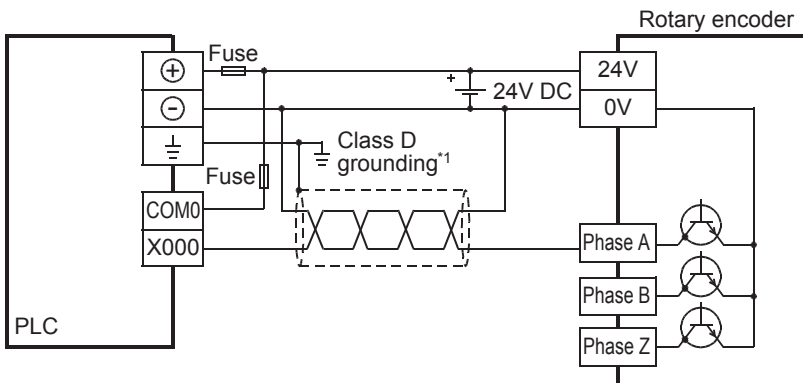 Rotary encoder
Fuse
24V
24V DC
0V
Class D
grounding*1
Fuse
COM0
X000
Phase A
Phase B
Phase Z
PLC